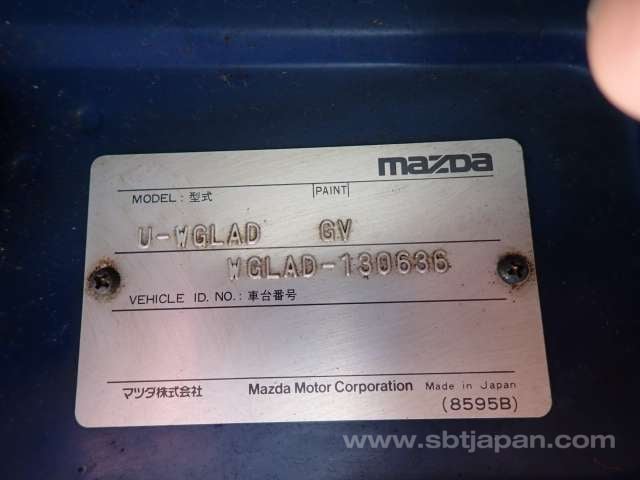 mazda
MODEL : 型式 PAINT
U-WGLAD GV
WGLAD-130636
VEHICLE ID. NO. : 車台番号
マツダ株式会社 Mazda Motor Corporation Made in Japan
(8595B)
www.sbtjapan.com